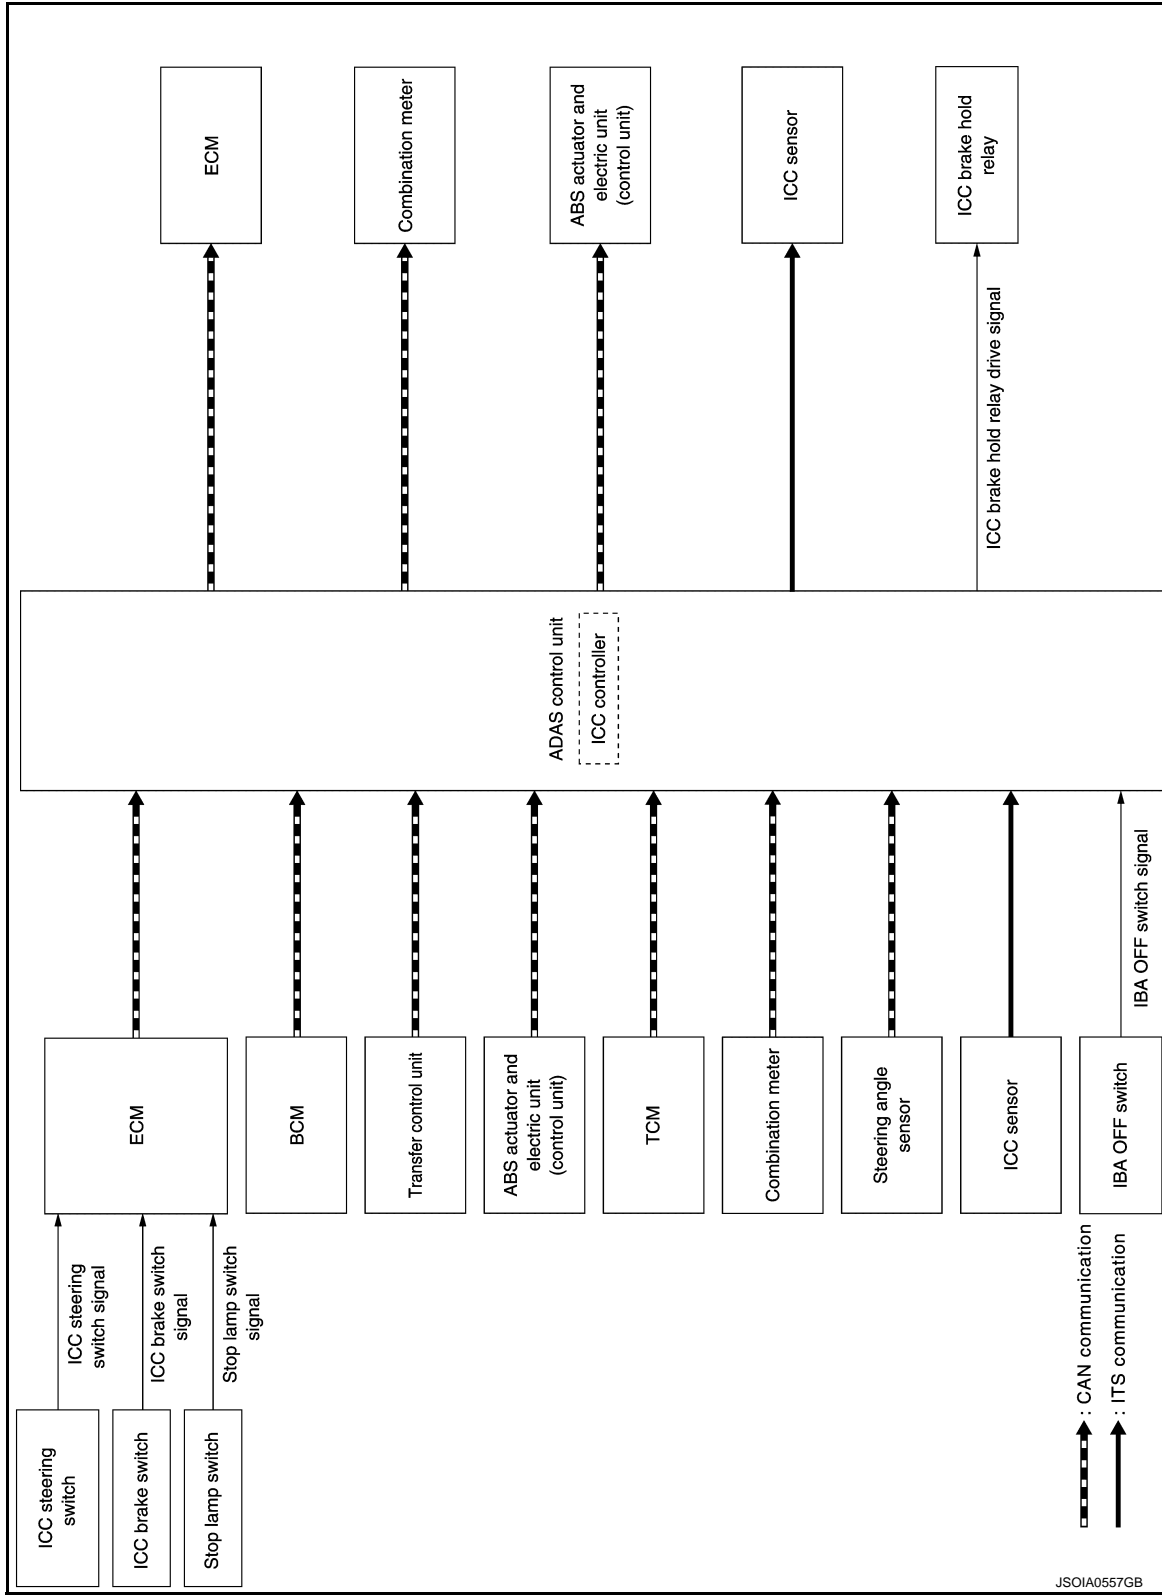 ICC steering
switch
ICC brake switch
Stop lamp switch
ICC steering
switch signal
ICC brake switch
signal
Stop lamp switch
signal
ECM
BCM
Transfer control unit
ABS actuator and
electric unit
(control unit)
TCM
Combination meter
Steering angle
sensor
ICC sensor
IBA OFF switch
IBA OFF switch signal
ADAS control unit
ICC controller
ECM
Combination meter
ABS actuator and
electric unit
(control unit)
ICC sensor
ICC brake hold relay drive signal
ICC brake hold
relay
: CAN communication
: ITS communication
JSOIA0557GB